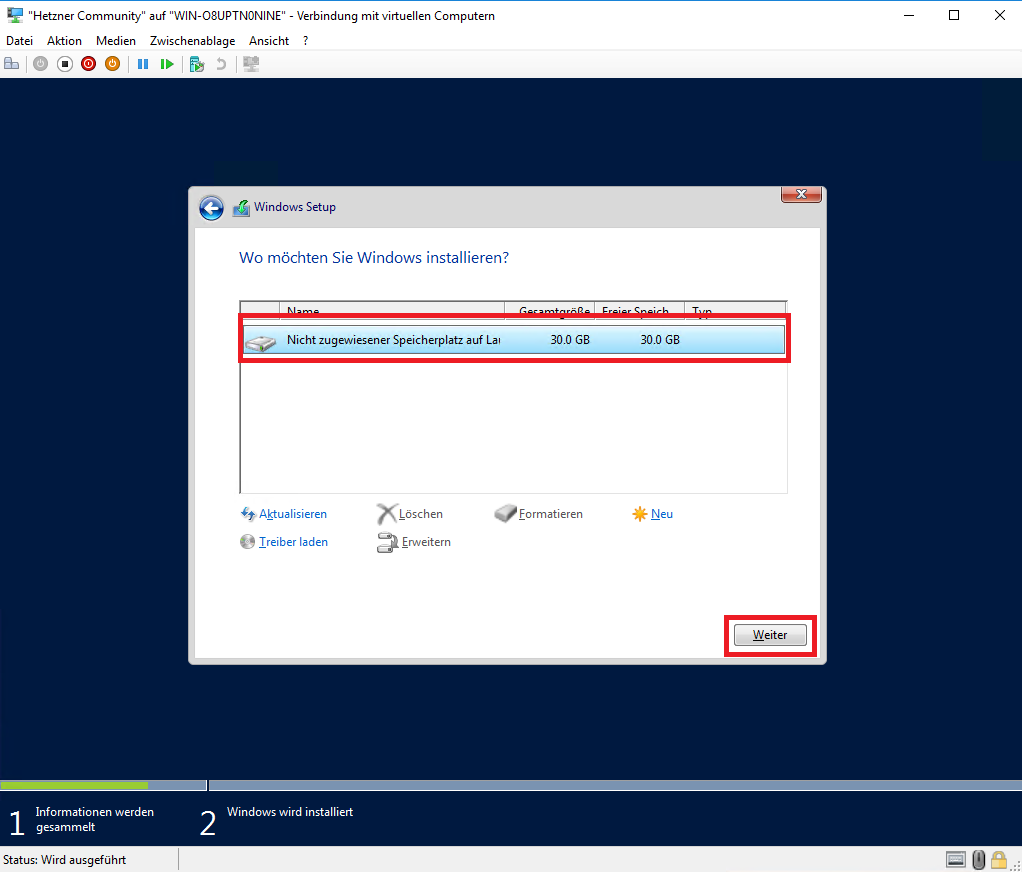 "Hetzner Community" auf "WIN-O8UPTN0NINE" - Verbindung mit virtuellen Computern
Datei Aktion Medien Zwischenablage Ansicht ?
Windows Setup
Wo möchten Sie Windows installieren?
Name Gesamtgröße Freier Speich Typ
Nicht zugewiesener Speicherplatz auf Lau 30.0 GB 30.0 GB
Aktualisieren Löschen Formatieren Neu
Treiber laden Erweitern
Weiter
1 Informationen werden gesammelt
2 Windows wird installiert
Status: Wird ausgeführt